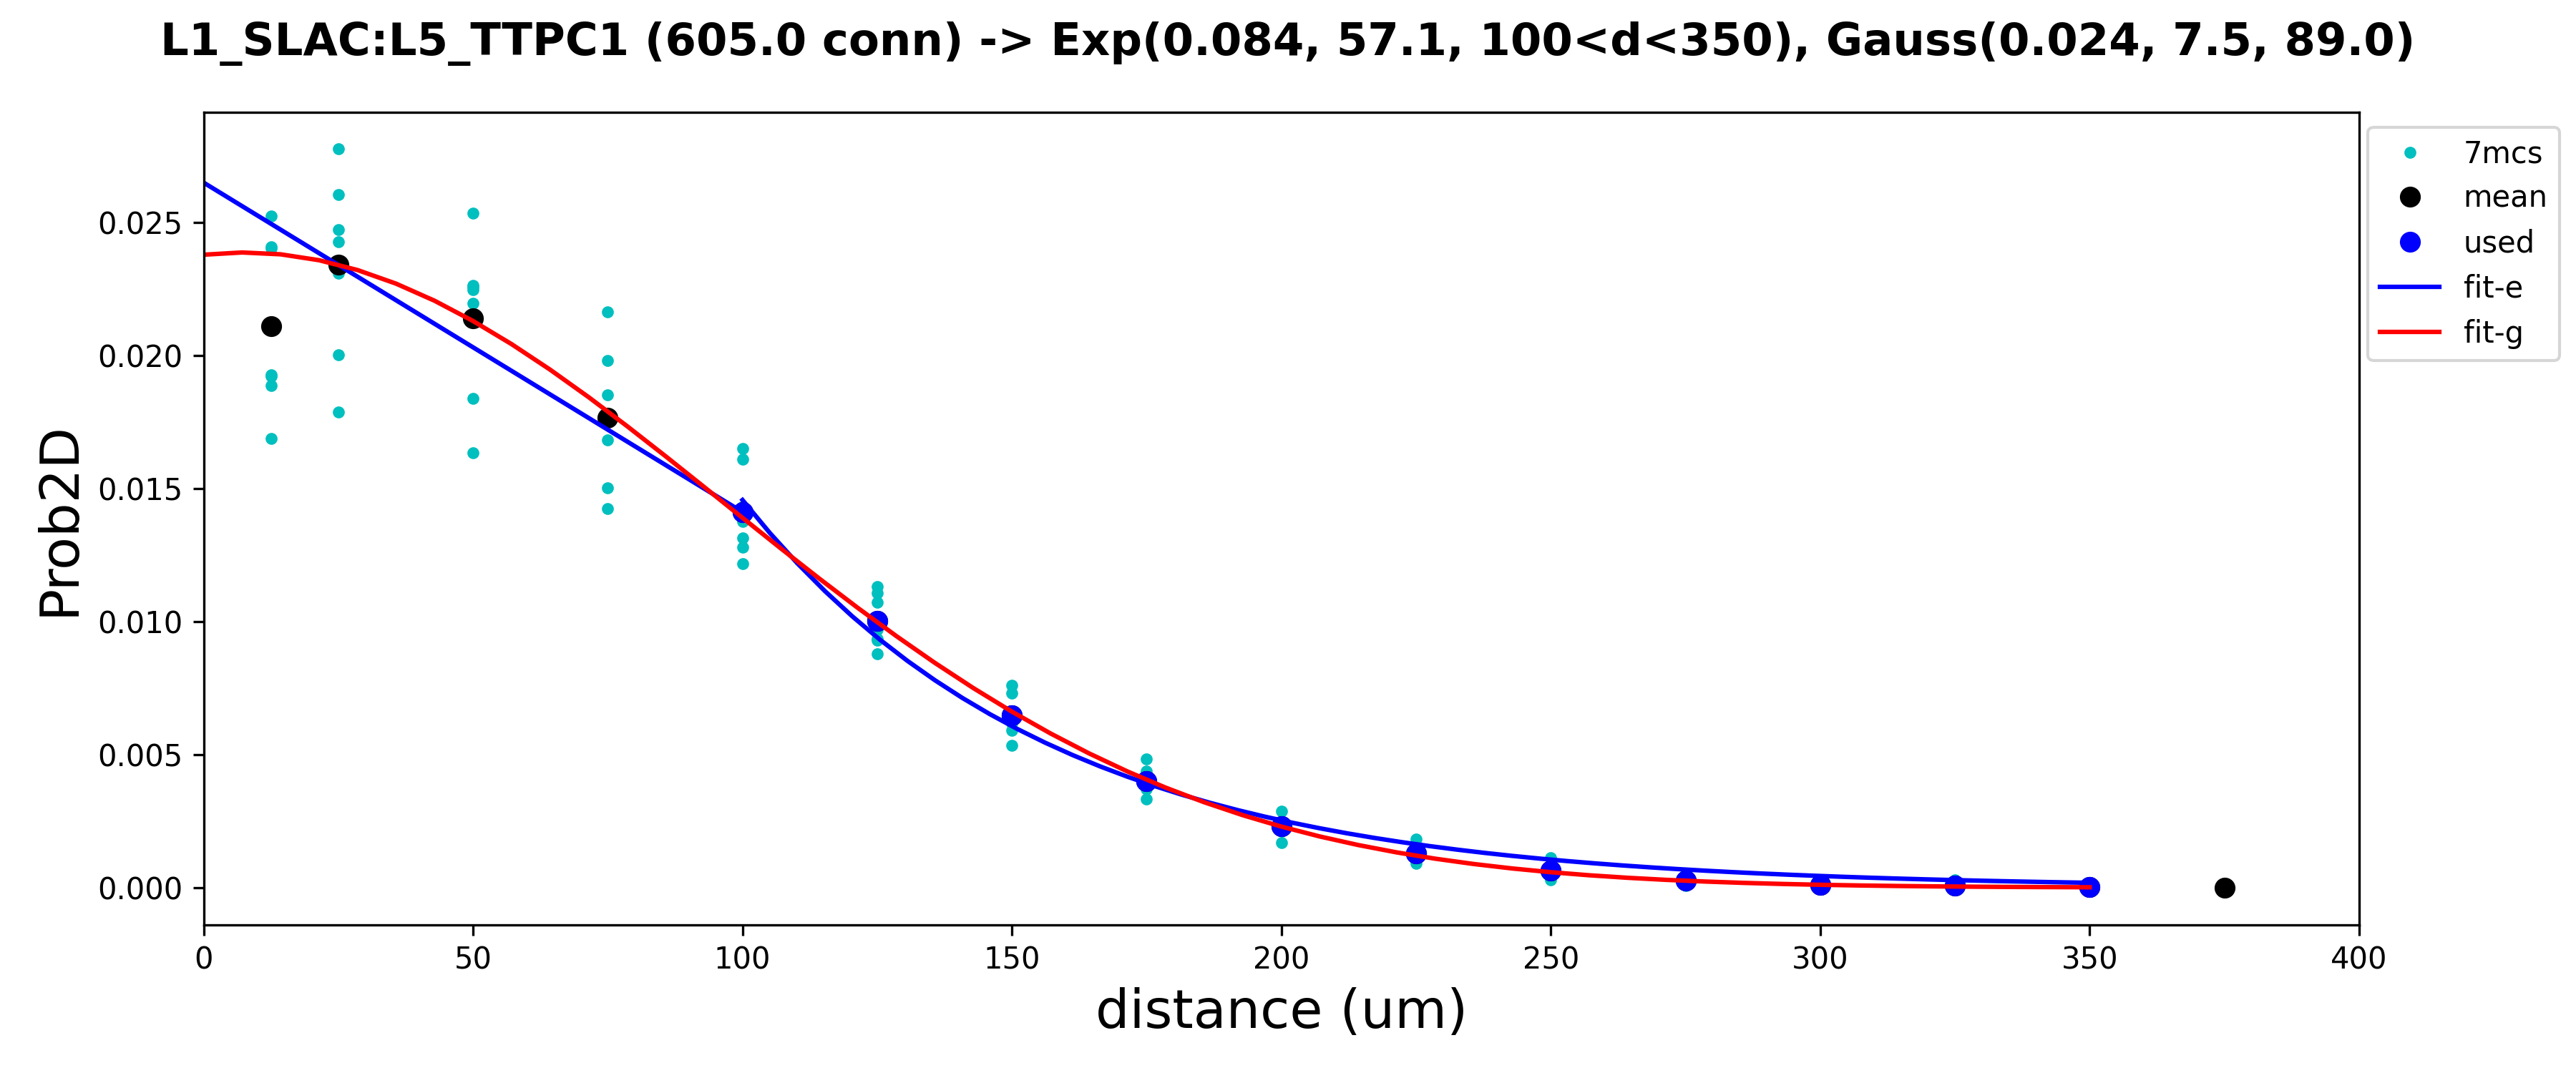 L1_SLAC:L5_TTPC1 (605.0 conn) -> Exp(0.084, 57.1, 100<d<350), Gauss(0.024, 7.5, 89.0)
7mcs
mean
used
fit-e
fit-g
Prob2D
0.025
0.020
0.015
0.010
0.005
0.000
0 50 100 150 200 250 300 350 400
distance (um)